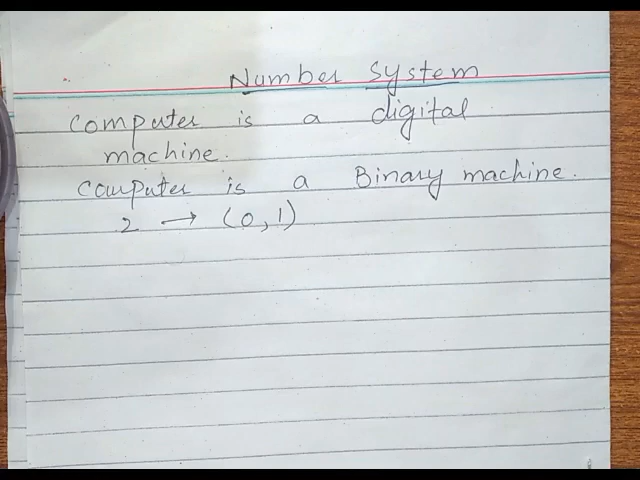 Number System
Computer is a digital
machine.
Computer is a Binary machine.
2 → (0,1)